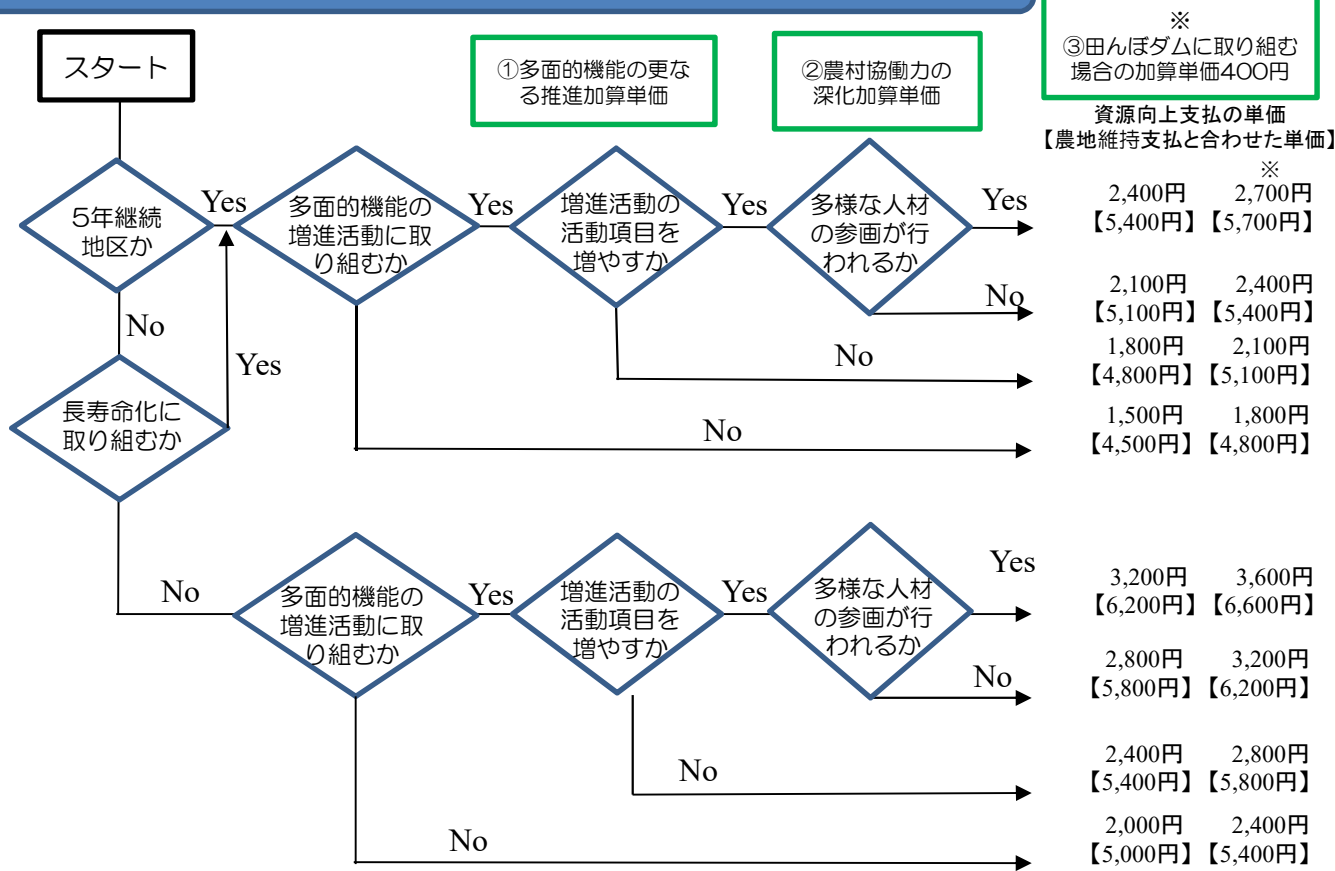 スタート
①多面的機能の更な
る推進加算単価
②農村協働力の
深化加算単価
※
③田んぼダムに取り組む
場合の加算単価400円
資源向上支払の単価
【農地維持支払と合わせた単価】
※
5年継続
地区か
Yes
多面的機能の
増進活動に取
り組むか
Yes
増進活動の
活動項目を
増やすか
Yes
多様な人材
の参画が行
われるか
Yes
2,400円 2,700円
【5,400円】【5,700円】
No
2,100円 2,400円
【5,100円】【5,400円】
No
1,800円 2,100円
【4,800円】【5,100円】
No
1,500円 1,800円
【4,500円】【4,800円】
No
Yes
長寿命化に
取り組むか
No
多面的機能の
増進活動に取
り組むか
Yes
増進活動の
活動項目を
増やすか
Yes
多様な人材
の参画が行
われるか
Yes
3,200円 3,600円
【6,200円】【6,600円】
No
2,800円 3,200円
【5,800円】【6,200円】
No
2,400円 2,800円
【5,400円】【5,800円】
No
2,000円 2,400円
【5,000円】【5,400円】